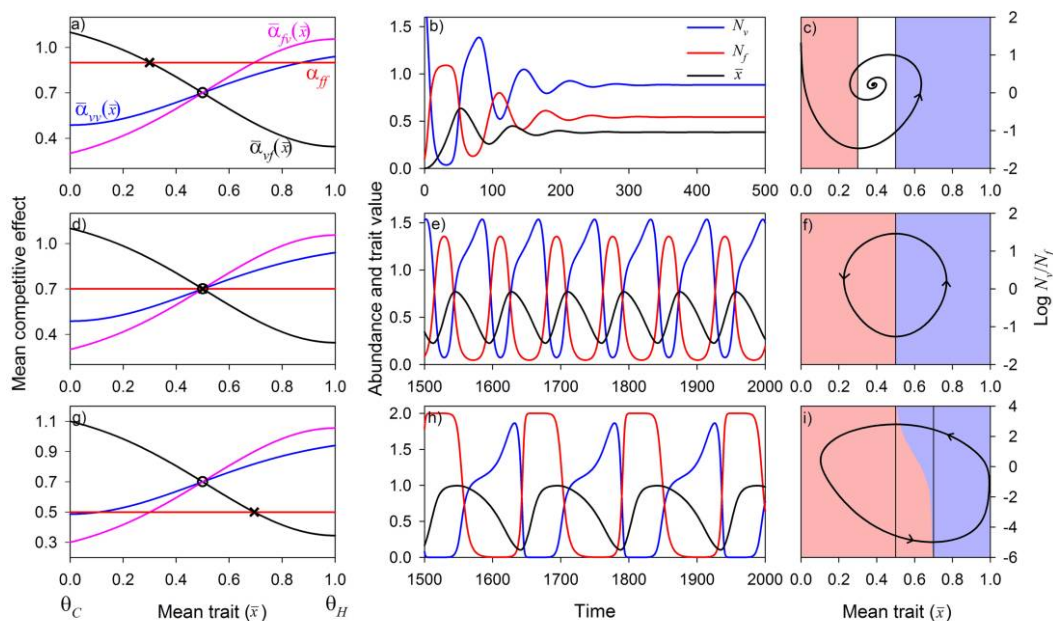 a)
ᾱ_fv(x̄)
α_ff
ᾱ_vv(x̄)
ᾱ_vf(x̄)
1.0
0.7
0.4
0.0 0.2 0.4 0.6 0.8 1.0
b)
N_v
N_f
x̄
1.5
1.0
0.5
0.0
0 100 200 300 400 500
c)
2
1
0
-1
-2
0.0 0.2 0.4 0.6 0.8 1.0
Mean competitive effect
d)
1.0
0.7
0.4
0.0 0.2 0.4 0.6 0.8 1.0
Abundance and trait value
e)
1.5
1.0
0.5
0.0
1500 1600 1700 1800 1900 2000
f)
2
1
0
-1
-2
0.0 0.2 0.4 0.6 0.8 1.0
Log N_v/N_f
g)
1.1
0.9
0.7
0.5
0.3
0.0 0.2 0.4 0.6 0.8 1.0
θ_C Mean trait (x̄) θ_H
h)
2.0
1.5
1.0
0.5
0.0
1500 1600 1700 1800 1900 2000
Time
i)
4
2
0
-2
-4
-6
0.0 0.2 0.4 0.6 0.8 1.0
Mean trait (x̄)